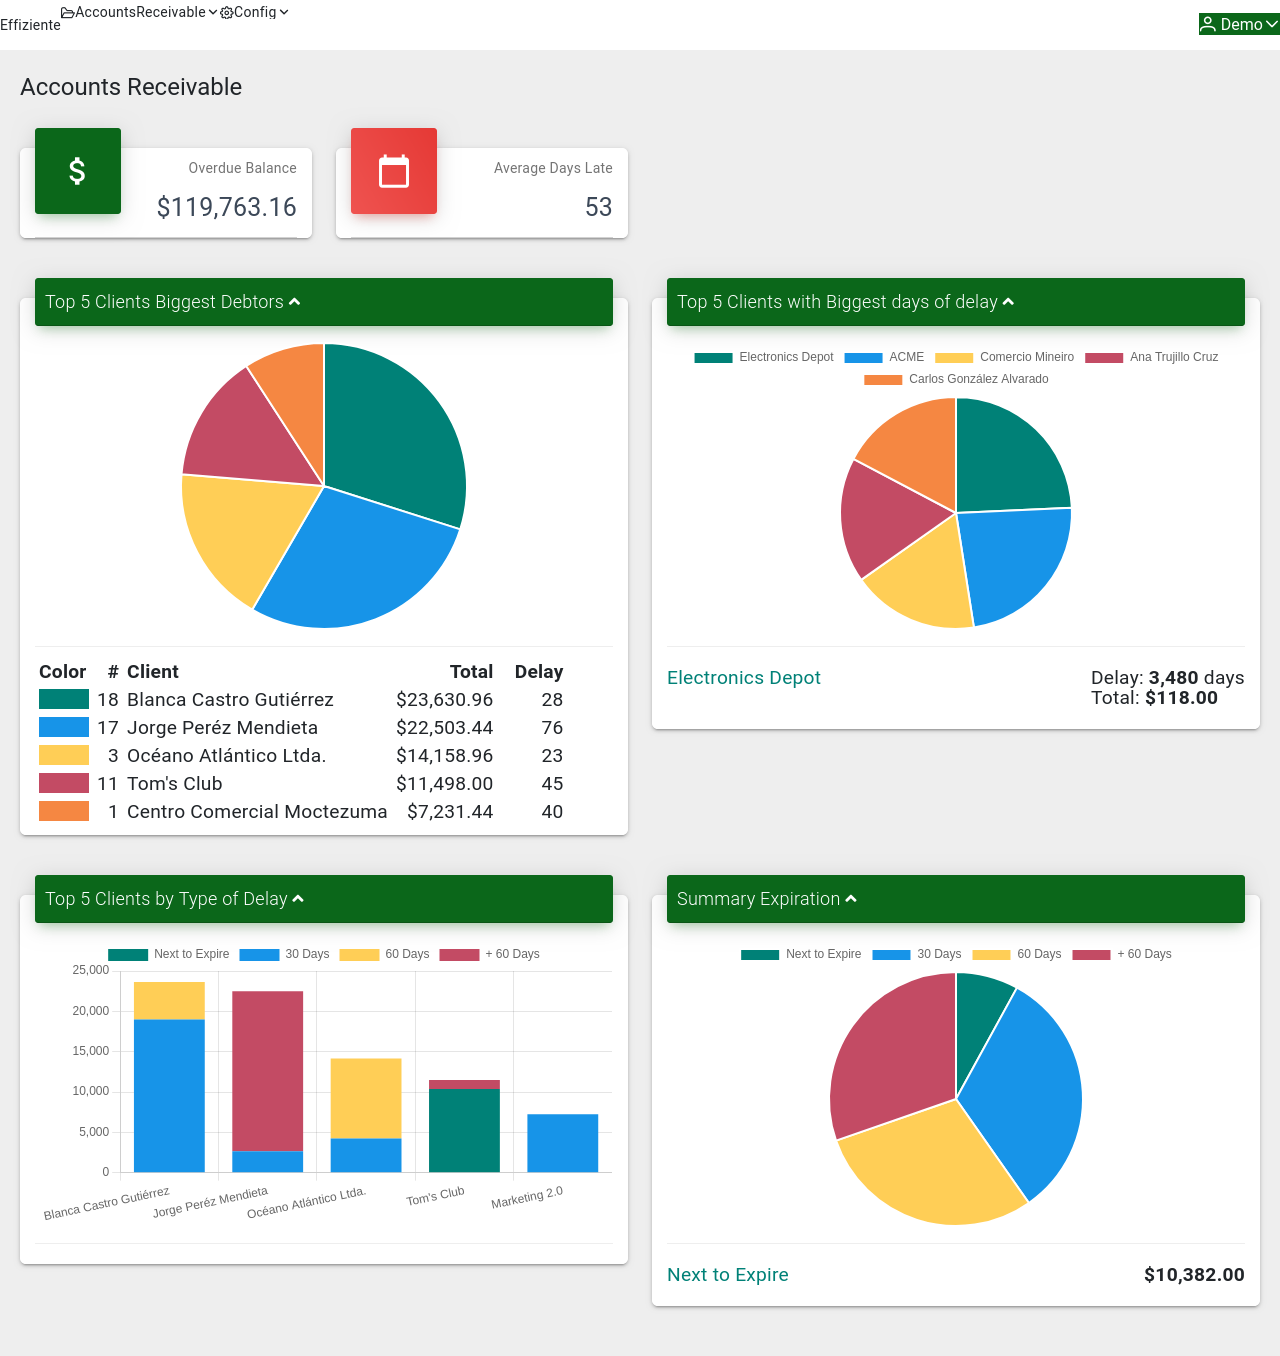 Effiziente AccountsReceivable Config Demo
Accounts Receivable
Overdue Balance
$119,763.16
Average Days Late
53
Top 5 Clients Biggest Debtors
Color # Client Total Delay
18 Blanca Castro Gutiérrez $23,630.96 28
17 Jorge Peréz Mendieta $22,503.44 76
3 Océano Atlántico Ltda. $14,158.96 23
11 Tom's Club $11,498.00 45
1 Centro Comercial Moctezuma $7,231.44 40
Top 5 Clients with Biggest days of delay
Electronics Depot ACME Comercio Mineiro Ana Trujillo Cruz
Carlos González Alvarado
Electronics Depot Delay: 3,480 days
Total: $118.00
Top 5 Clients by Type of Delay
Next to Expire 30 Days 60 Days + 60 Days
25,000
20,000
15,000
10,000
5,000
0
Blanca Castro Gutiérrez Jorge Peréz Mendieta Océano Atlántico Ltda. Tom's Club Marketing 2.0
Summary Expiration
Next to Expire 30 Days 60 Days + 60 Days
Next to Expire $10,382.00